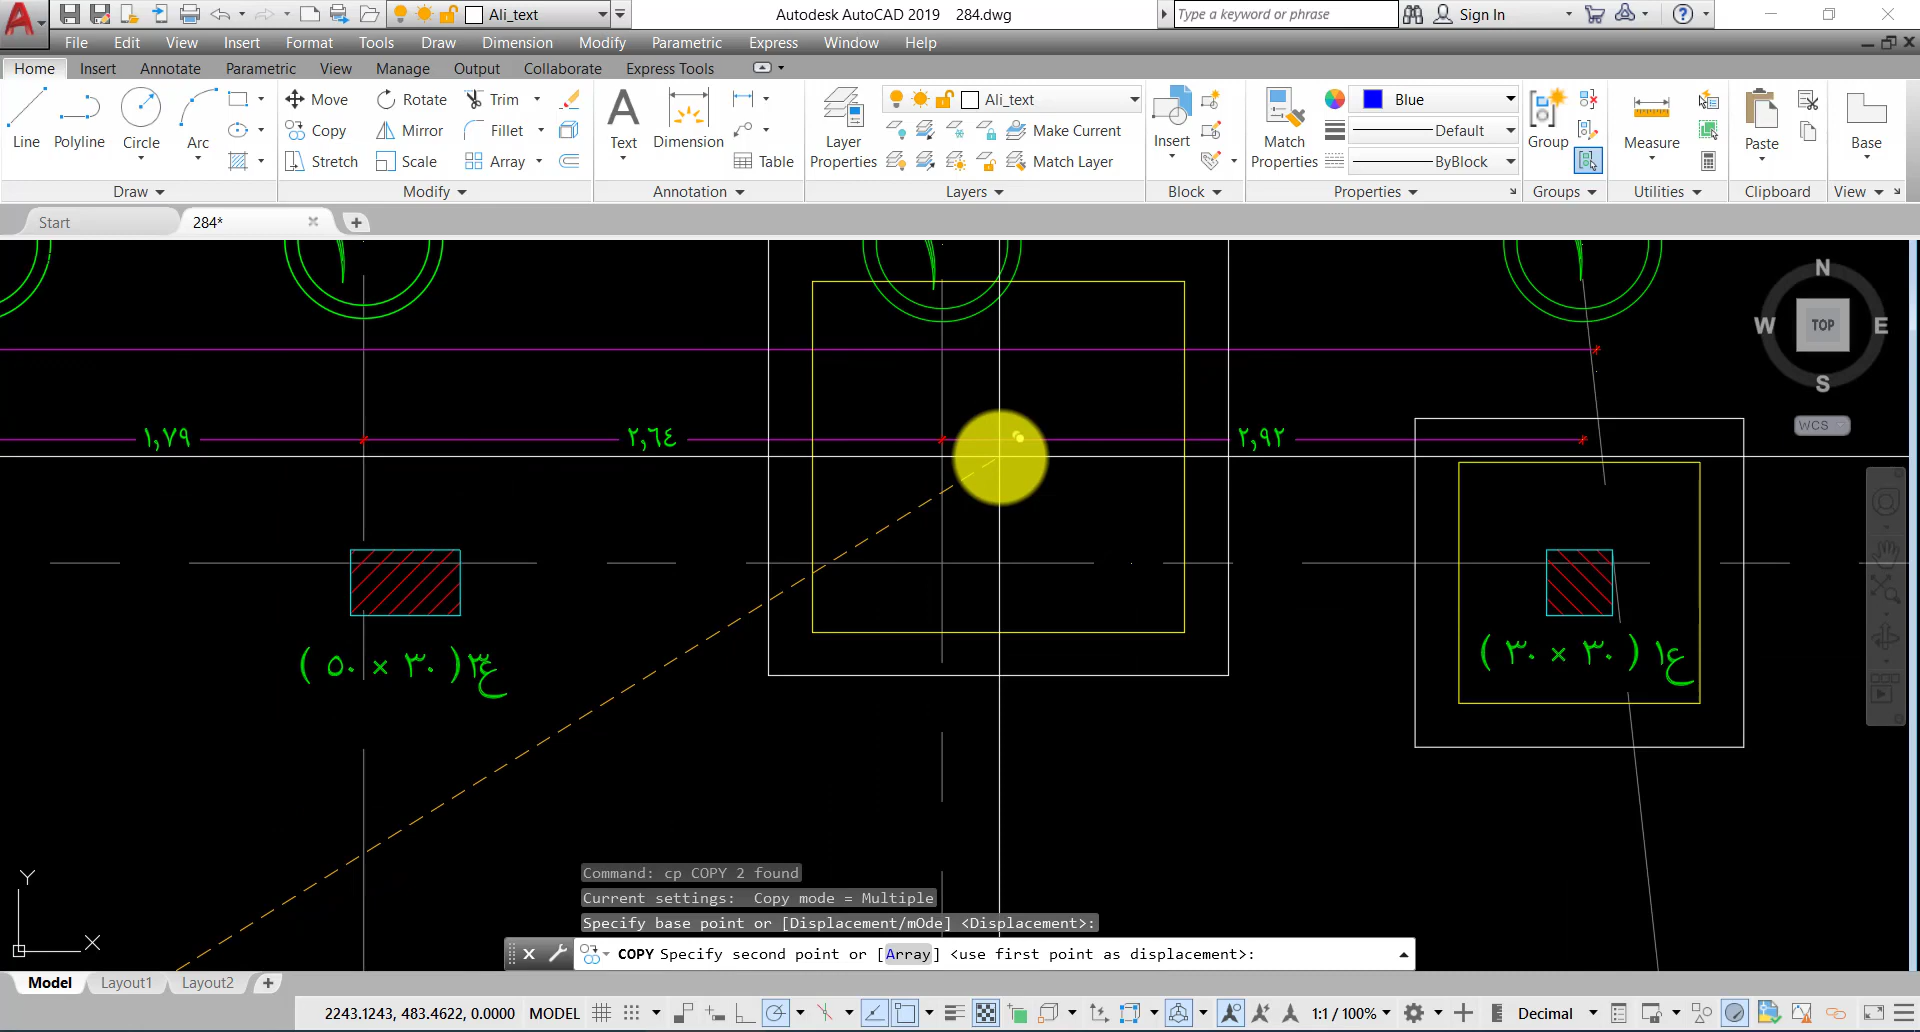 Ali_text
Autodesk AutoCAD 2019 284.dwg
Type a keyword or phrase
Sign In
File Edit View Insert Format Tools Draw Dimension Modify Parametric Express Window Help
Home Insert Annotate Parametric View Manage Output Collaborate Express Tools
Line Polyline Circle Arc
Move Rotate Trim
Copy Mirror Fillet
Stretch Scale Array
Text Dimension Table
Layer Properties
Ali_text
Make Current
Match Layer
Insert
Match Properties
Blue
Default
ByBlock
Group
Measure
Paste
Base
Draw Modify Annotation Layers Block Properties Groups Utilities Clipboard View
Start 284*
N
W TOP E
S
WCS
١,٧٩ ٢,٦٤ ٢,٩٢
ع٣( ٣٠ × ٥٠ )
ع١ ( ٣٠ × ٣٠ )
Y
X
Command: cp COPY 2 found
Current settings: Copy mode = Multiple
Specify base point or [Displacement/mOde] <Displacement>:
COPY Specify second point or [Array] <use first point as displacement>:
Model Layout1 Layout2
2243.1243, 483.4622, 0.0000 MODEL 1:1 / 100% Decimal